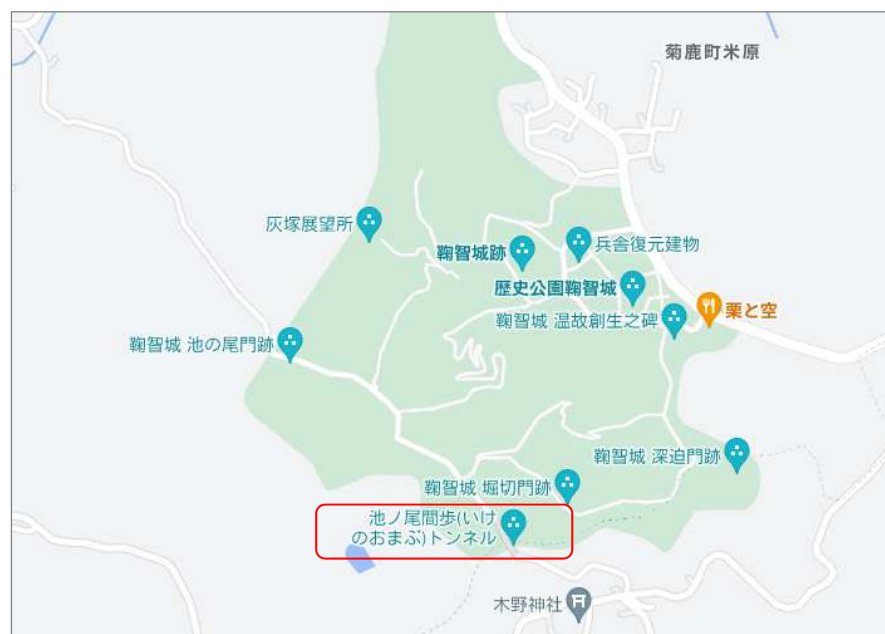 菊鹿町米原
灰塚展望所
鞠智城跡
兵舎復元建物
歴史公園鞠智城
鞠智城 温故創生之碑
栗と空
鞠智城 池の尾門跡
鞠智城 深迫門跡
鞠智城 堀切門跡
池ノ尾間歩(いけ
のおまぶ)トンネル
木野神社